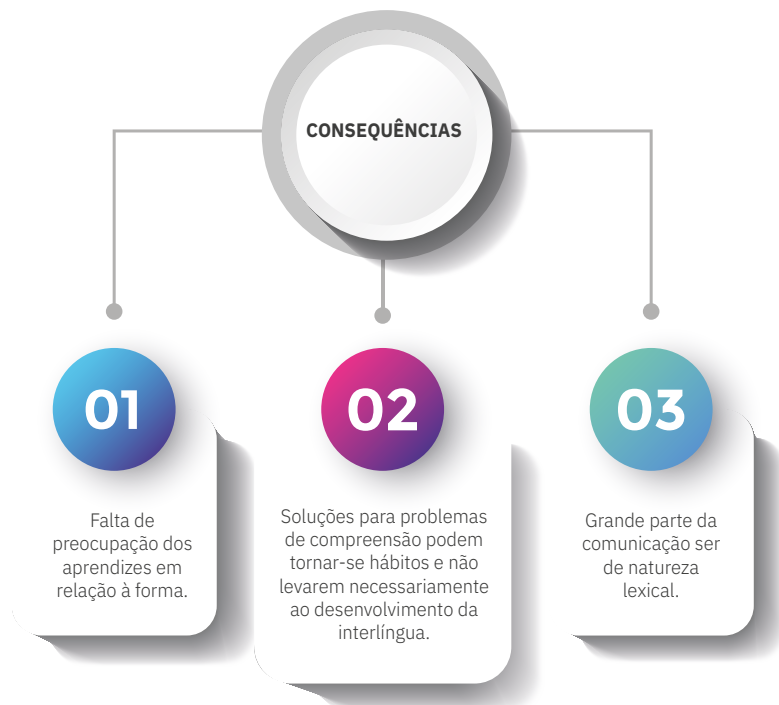 CONSEQUÊNCIAS
01
Falta de
preocupação dos
aprendizes em
relação à forma.
02
Soluções para problemas
de compreensão podem
tornar-se hábitos e não
levarem necessariamente
ao desenvolvimento da
interlíngua.
03
Grande parte da
comunicação ser
de natureza
lexical.